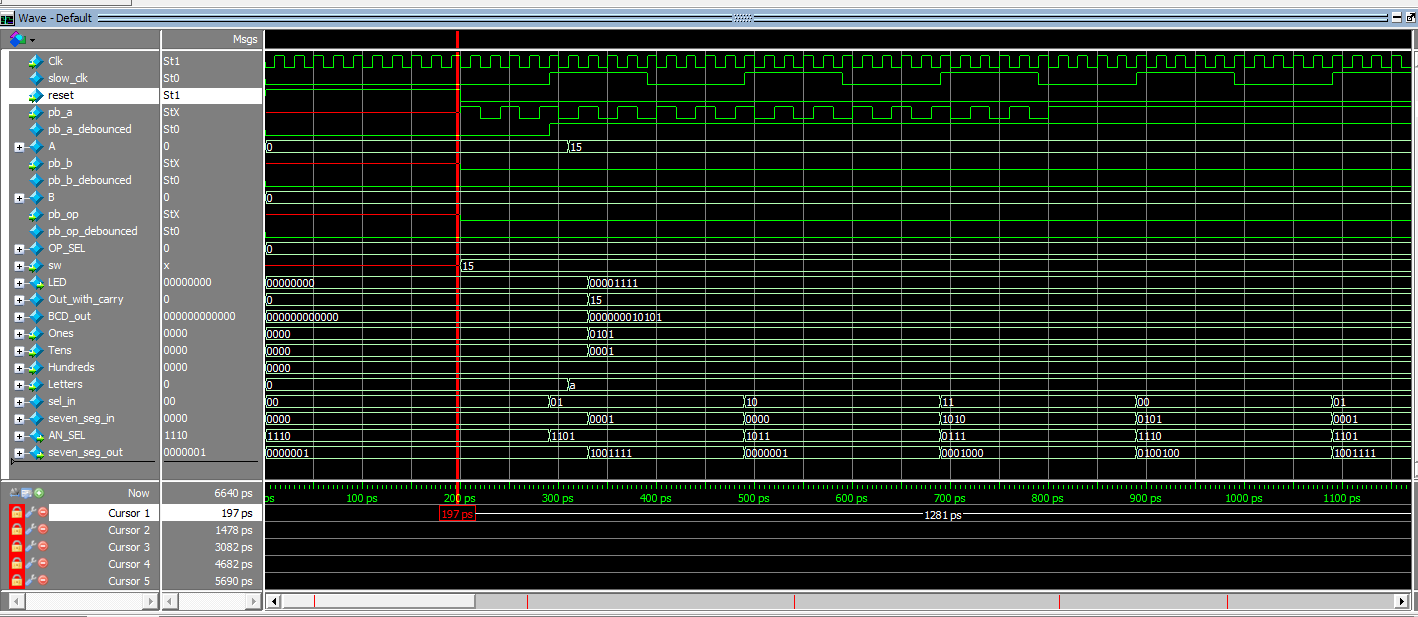 Wave - Default
Msgs
Clk St1
slow_clk St0
reset St1
pb_a StX
pb_a_debounced St0
A 0 0 15
pb_b StX
pb_b_debounced St0
B 0 0
pb_op StX
pb_op_debounced St0
OP_SEL 0 0
sw x 15
LED 00000000 00000000 00001111
Out_with_carry 0 0 15
BCD_out 000000000000 000000000000 000000010101
Ones 0000 0000 0101
Tens 0000 0000 0001
Hundreds 0000 0000
Letters 0 0 a
sel_in 00 00 01 10 11 00 01
seven_seg_in 0000 0000 0001 0000 1010 0101 0001
AN_SEL 1110 1110 1101 1011 0111 1110 1101
seven_seg_out 0000001 0000001 1001111 0000001 0001000 0100100 1001111
Now 6640 ps ps 100 ps 200 ps 300 ps 400 ps 500 ps 600 ps 700 ps 800 ps 900 ps 1000 ps 1100 ps
Cursor 1 197 ps 197 ps 1281 ps
Cursor 2 1478 ps
Cursor 3 3082 ps
Cursor 4 4682 ps
Cursor 5 5690 ps